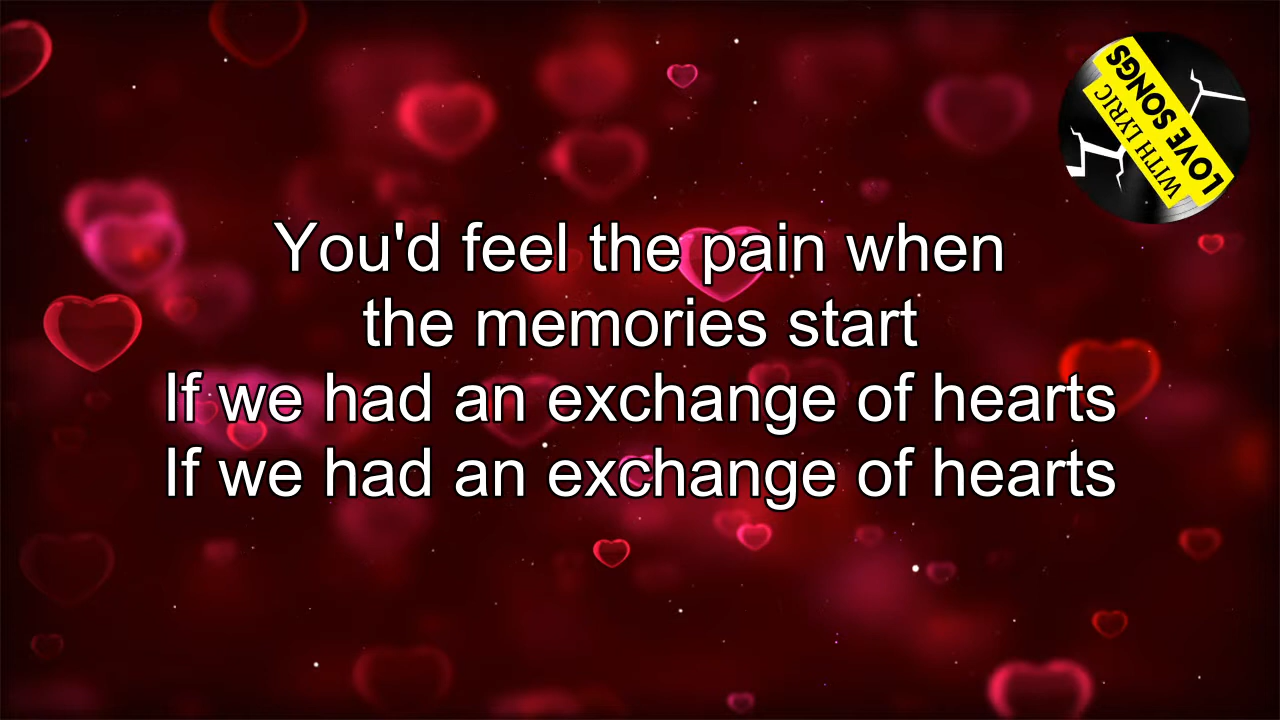 You'd feel the pain when
the memories start
If we had an exchange of hearts
If we had an exchange of hearts
LOVE SONGS
WITH LYRIC